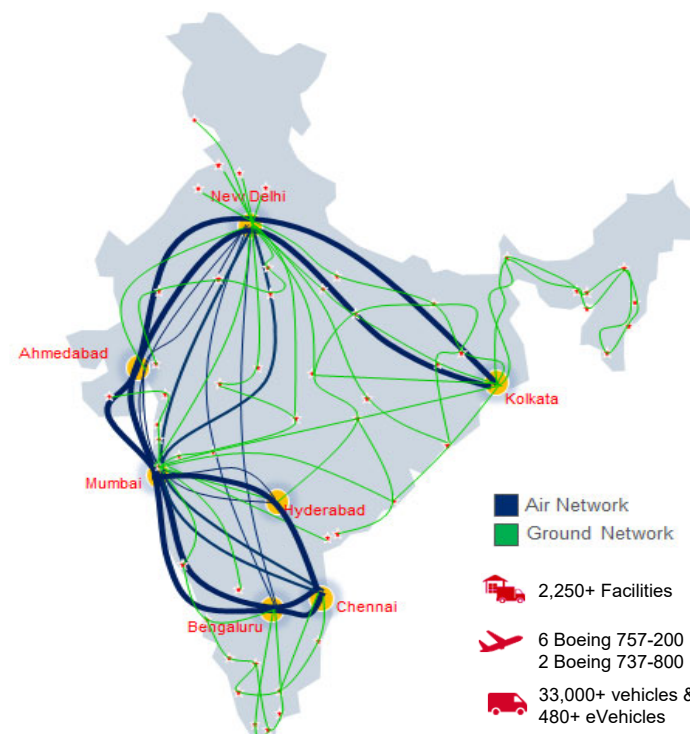 New Delhi
Ahmedabad
Kolkata
Mumbai
Hyderabad
Air Network
Ground Network
2,250+ Facilities
Chennai
Bengaluru
6 Boeing 757-200
2 Boeing 737-800
33,000+ vehicles &
480+ eVehicles